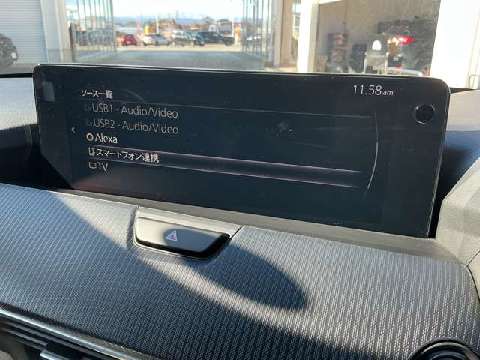 ソース一覧
11:58am
USB1 - Audio/Video
USB2 - Audio/Video
Alexa
スマートフォン連携
TV